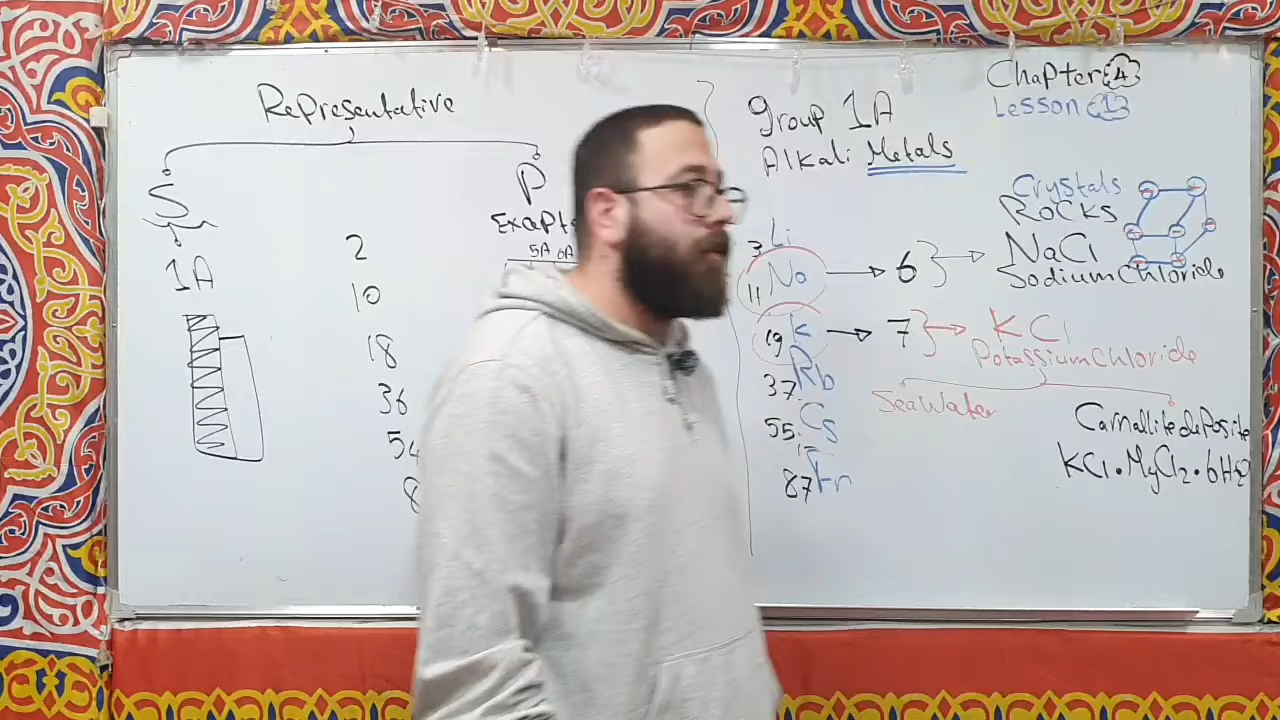 Representative
S
P
1A
5A 6A
2
10
18
36
Chapter 4
Lesson 1
Group 1A
Alkali Metals
Crystals
Rocks
3 Li
11 Na → 6 → NaCl
Sodium Chloride
19 K → 7 → KCl
Potassium Chloride
37 Rb
Sea Water
55 Cs
Carnallite deposite
87 Fr
KCl.MgCl₂.6H₂O